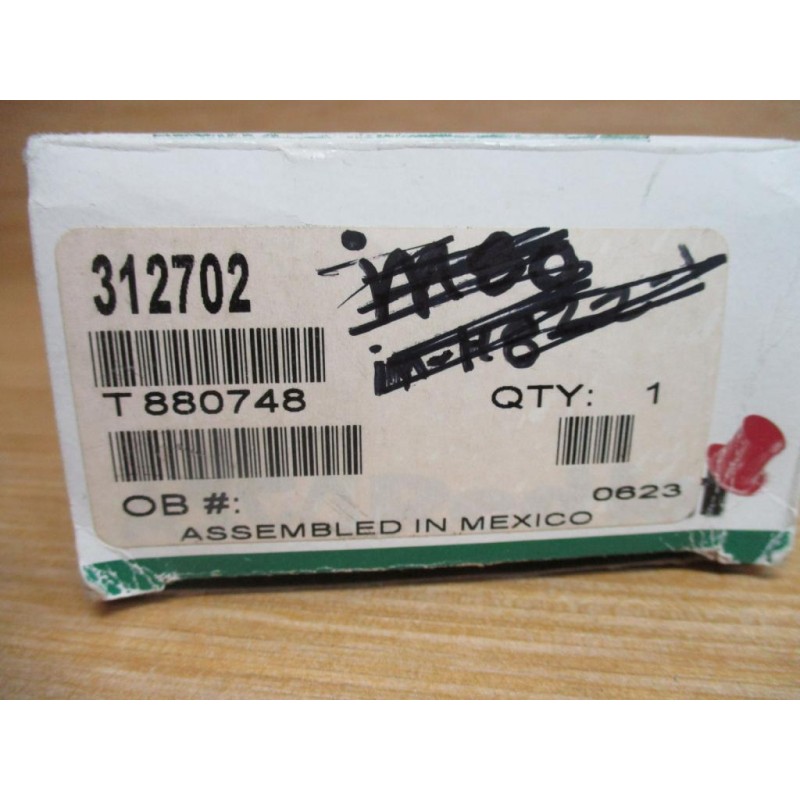 312702
T 880748
QTY: 1
OB #:
0623
ASSEMBLED IN MEXICO